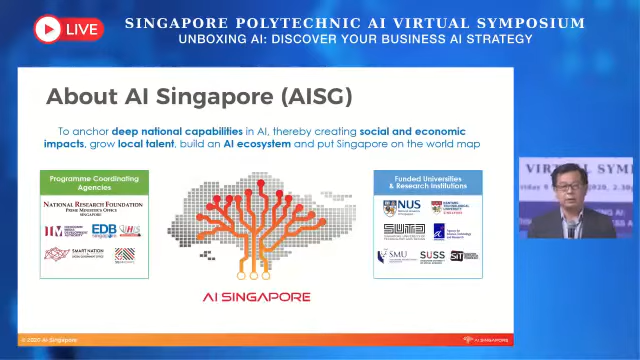 LIVE
SINGAPORE POLYTECHNIC AI VIRTUAL SYMPOSIUM
UNBOXING AI: DISCOVER YOUR BUSINESS AI STRATEGY
About AI Singapore (AISG)
To anchor deep national capabilities in AI, thereby creating social and economic
impacts, grow local talent, build an AI ecosystem and put Singapore on the world map
Programme Coordinating
Agencies
NATIONAL RESEARCH FOUNDATION
PRIME MINISTER'S OFFICE
SINGAPORE
EDB
SMART NATION
Funded Universities
& Research Institutions
NUS
SMU
SUSS
SiT
AI SINGAPORE
VIRTUAL SYM
© 2020 AI Singapore
AI SINGAPORE